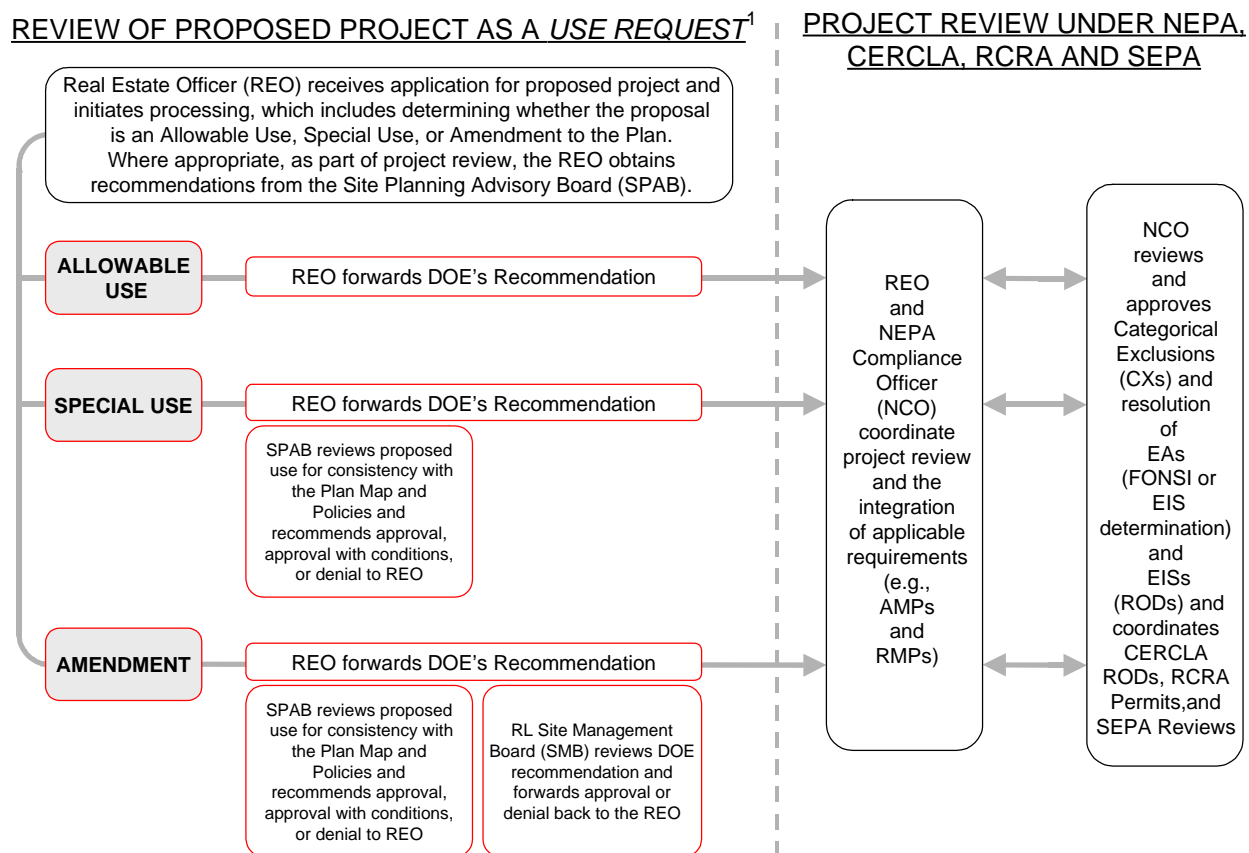 REVIEW OF PROPOSED PROJECT AS A USE REQUEST1
Real Estate Officer (REO) receives application for proposed project and
initiates processing, which includes determining whether the proposal
is an Allowable Use, Special Use, or Amendment to the Plan.
Where appropriate, as part of project review, the REO obtains
recommendations from the Site Planning Advisory Board (SPAB).
ALLOWABLE
USE
REO forwards DOE's Recommendation
SPECIAL USE
REO forwards DOE's Recommendation
SPAB reviews proposed
use for consistency with
the Plan Map and
Policies and
recommends approval,
approval with conditions,
or denial to REO
AMENDMENT
REO forwards DOE's Recommendation
SPAB reviews proposed
use for consistency with
the Plan Map and
Policies and
recommends approval,
approval with conditions,
or denial to REO
RL Site Management
Board (SMB) reviews DOE
recommendation and
forwards approval or
denial back to the REO
PROJECT REVIEW UNDER NEPA,
CERCLA, RCRA AND SEPA
REO
and
NEPA
Compliance
Officer
(NCO)
coordinate
project review
and the
integration
of applicable
requirements
(e.g.,
AMPs
and
RMPs)
NCO
reviews
and
approves
Categorical
Exclusions
(CXs) and
resolution
of
EAs
(FONSI or
EIS
determination)
and
EISs
(RODs) and
coordinates
CERCLA
RODs, RCRA
Permits,and
SEPA Reviews